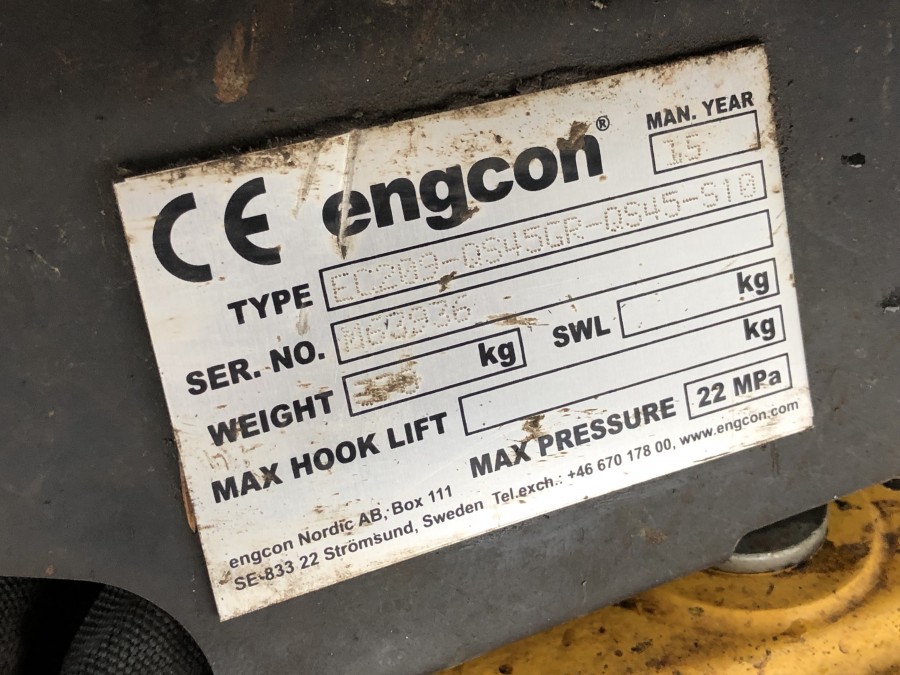 CE engcon® MAN. YEAR 15
TYPE EC209-QS45GR-QS45-S10
SER. NO.
WEIGHT kg SWL kg
MAX HOOK LIFT kg
MAX PRESSURE 22 MPa
engcon Nordic AB, Box 111
SE-833 22 Strömsund, Sweden Tel.exch.: +46 670 178 00, www.engcon.com